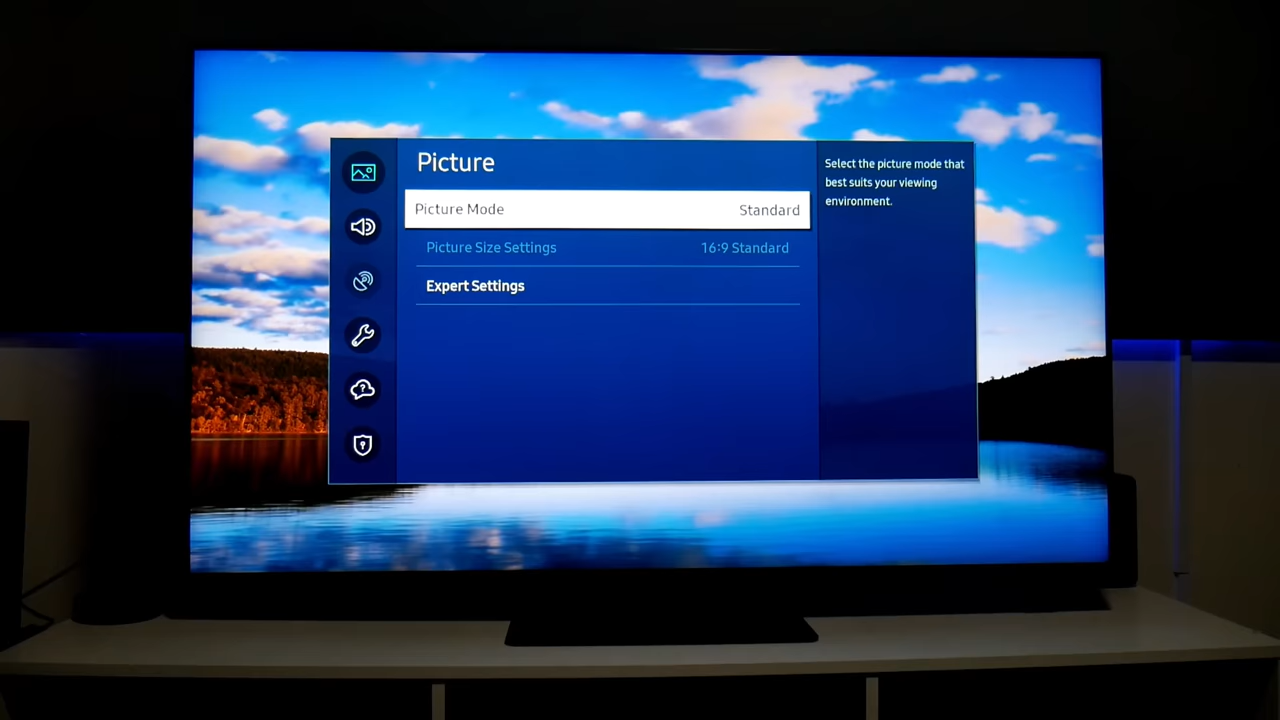 Picture
Picture Mode Standard
Picture Size Settings 16:9 Standard
Expert Settings
Select the picture mode that
best suits your viewing
environment.